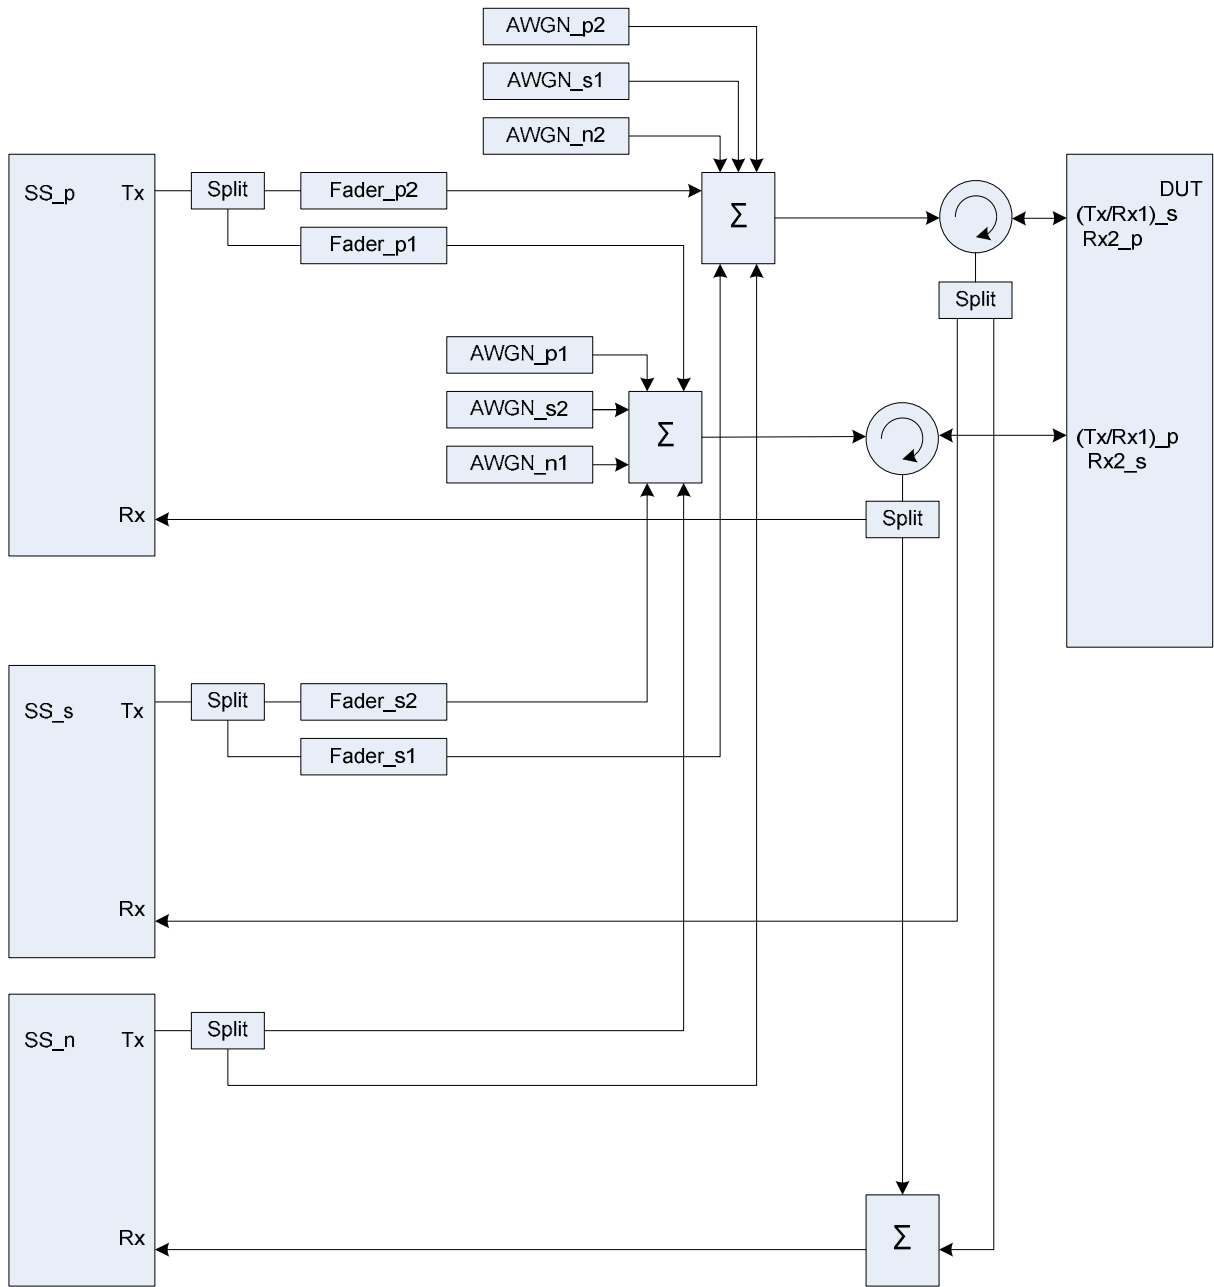 AWGN_p2
AWGN_s1
AWGN_n2
SS_p Tx
Split
Fader_p2
Σ
DUT
(Tx/Rx1)_s
Rx2_p
Fader_p1
Split
AWGN_p1
AWGN_s2
Σ
AWGN_n1
(Tx/Rx1)_p
Rx2_s
Rx
Split
SS_s Tx
Split
Fader_s2
Fader_s1
Rx
SS_n Tx
Split
Rx
Σ